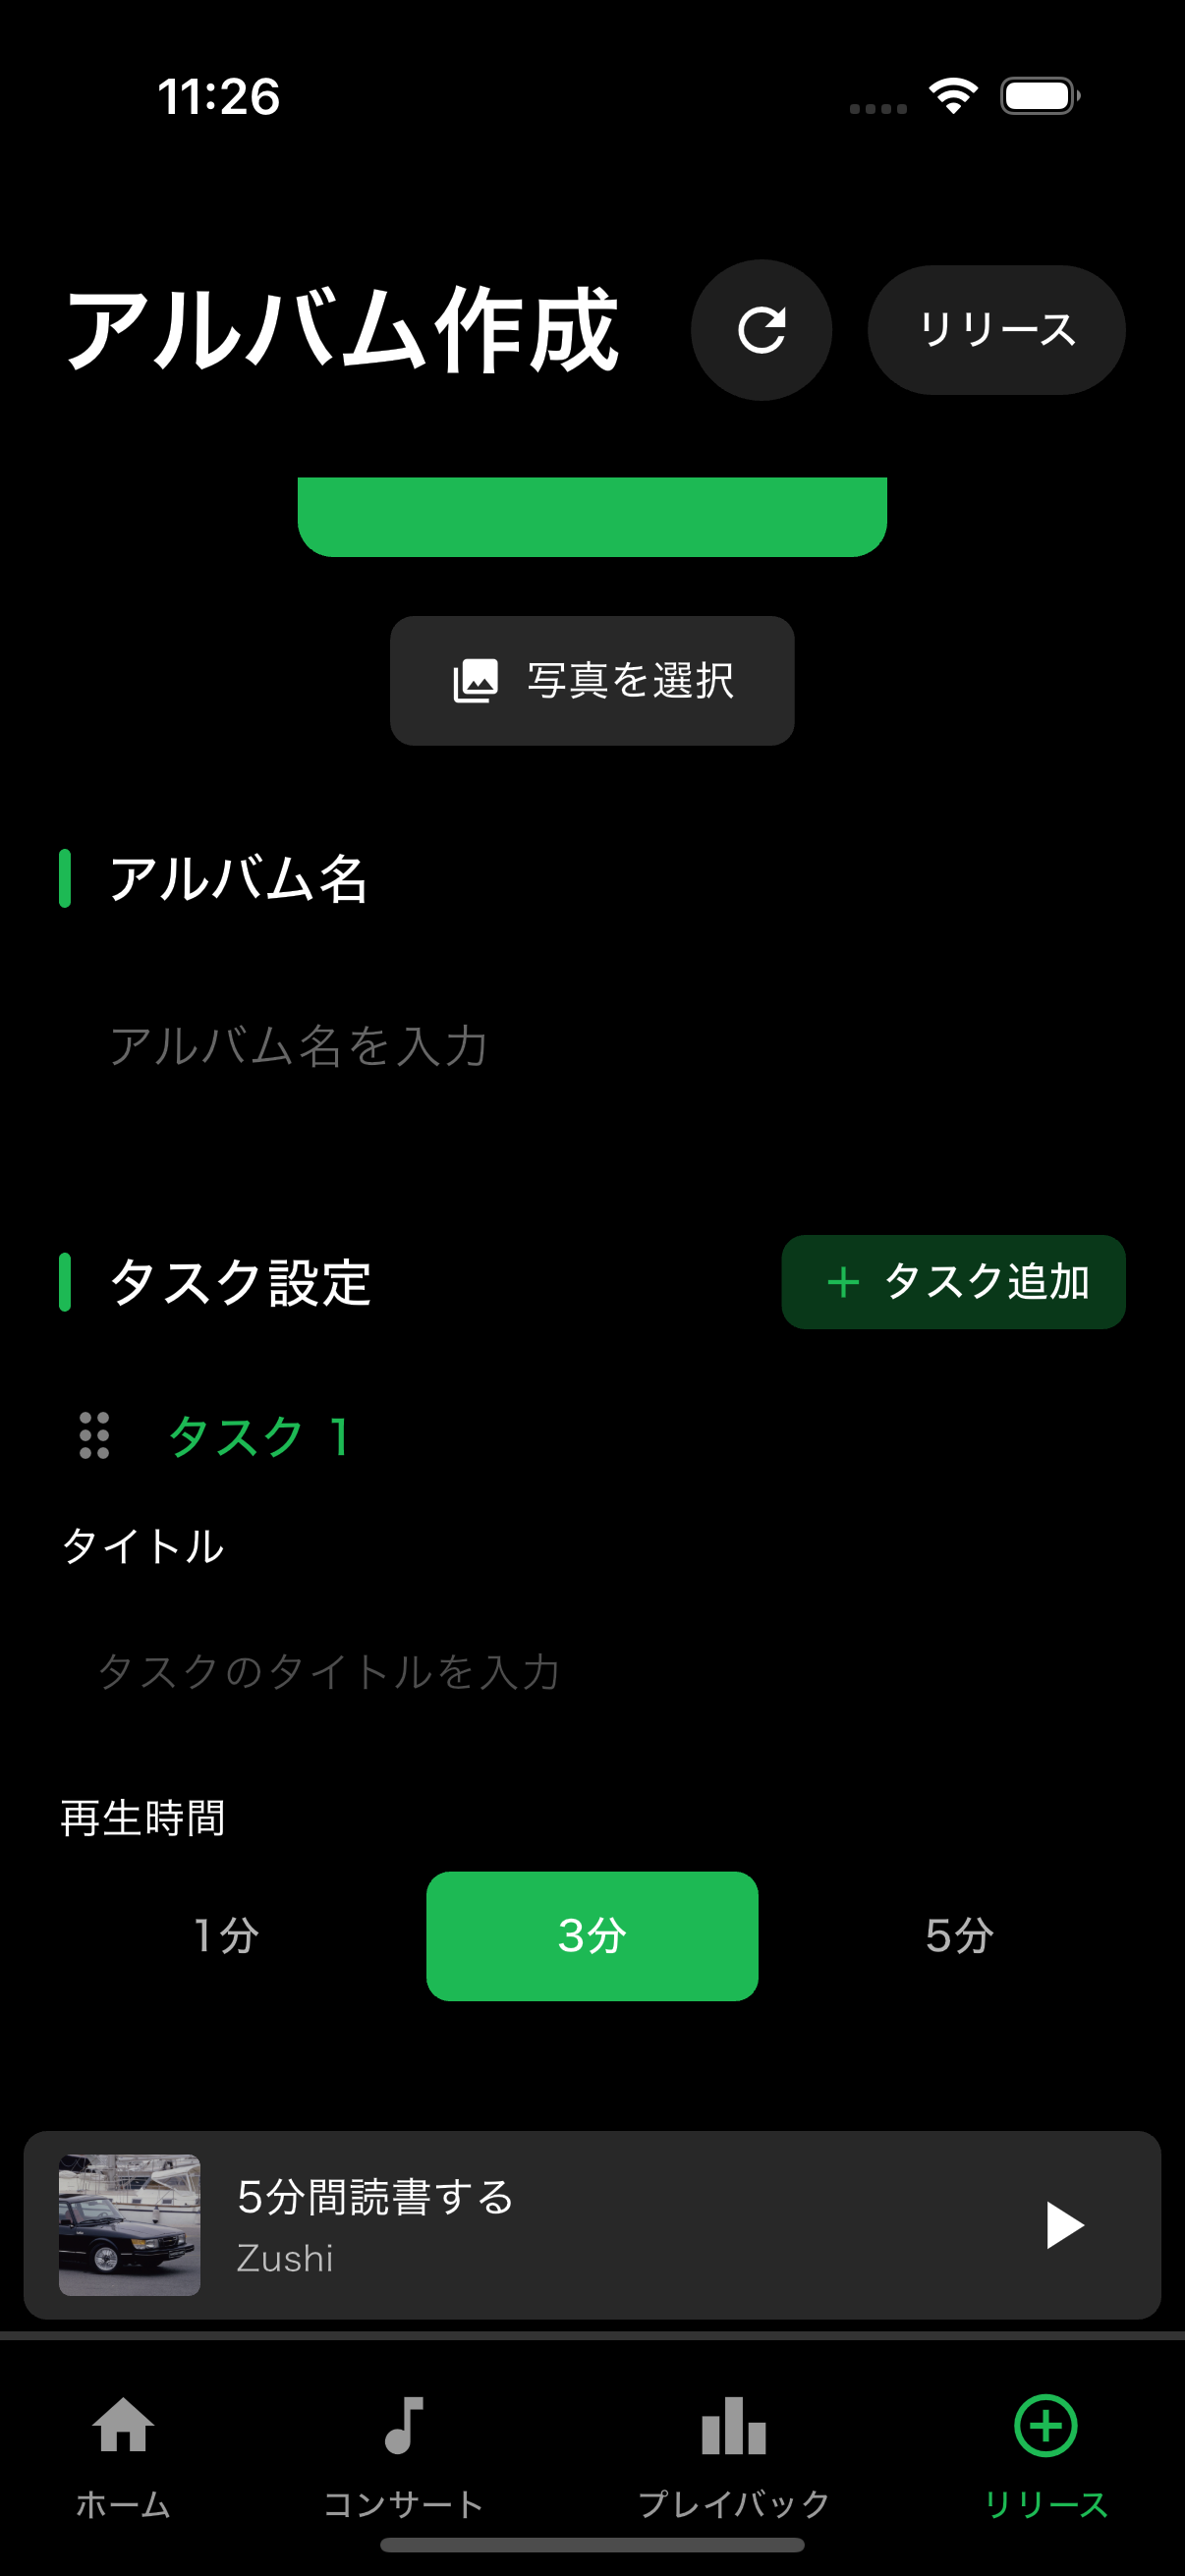 11:26
アルバム作成
リリース
写真を選択
アルバム名
アルバム名を入力
タスク設定
+ タスク追加
タスク 1
タイトル
タスクのタイトルを入力
再生時間
1分
3分
5分
5分間読書する
Zushi
ホーム
コンサート
プレイバック
リリース